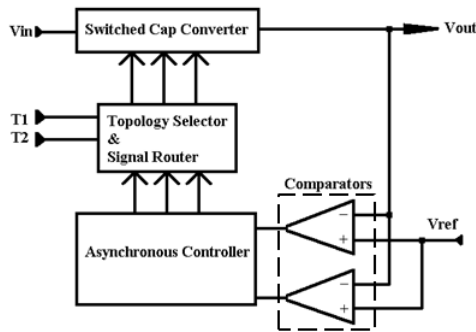 Vin
Switched Cap Converter
Vout
T1
T2
Topology Selector
&
Signal Router
Comparators
Asynchronous Controller
−
+
Vref
−
+